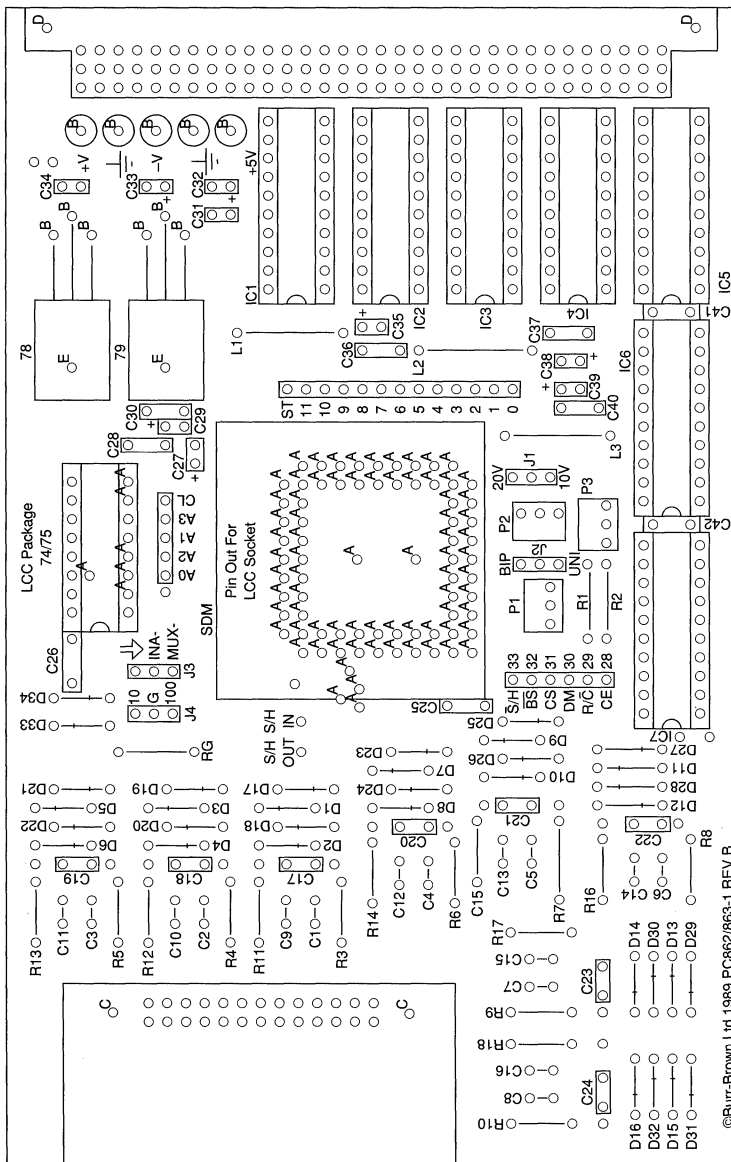 D
D
B
B
B
B
B
+V
-V
+5V
C34
C33
+
C32
+
C31
+
B
B
B
B
B
B
78
79
E
E
IC1
IC2
IC3
IC4
IC5
IC6
IC7
C41
C42
L1
L2
L3
C35
+
C36
C37
C38
+
C39
+
C40
C30
C29
+
C28
C27
+
LCC Package
74/75
A
A
A
A
A
A
A
CL
A3
A1
A2
A0
C26
INA-
MUX-
J3
10
G
100
J4
D34
D33
RG
SDM
Pin Out For
LCC Socket
ST
11
10
9
8
7
6
5
4
3
2
1
0
S/H S/H
OUT IN
C25
20V
J1
10V
P2
P3
BIP
J2
UNI
P1
R1
R2
S/H 33
BS 32
CS 31
DM 30
R/C 29
CE 28
D21
D5
D22
D6
C19
D19
D3
D20
D4
C18
D17
D1
D18
D2
C17
D23
D7
D24
D8
C20
D25
D9
D26
D10
C21
D27
D11
D28
D12
C22
R13
C11
C3
R5
R12
C10
C2
R4
R11
C9
C1
R3
R14
C12
C4
R6
C15
C13
C5
R7
R16
C6 C14
R8
R17
C15
C7
R9
C23
R18
C16
C8
R10
C24
D14
D30
D13
D29
D16
D32
D15
D31
C
C
©Burr-Brown Ltd 1989 PC862/863-1 REV B